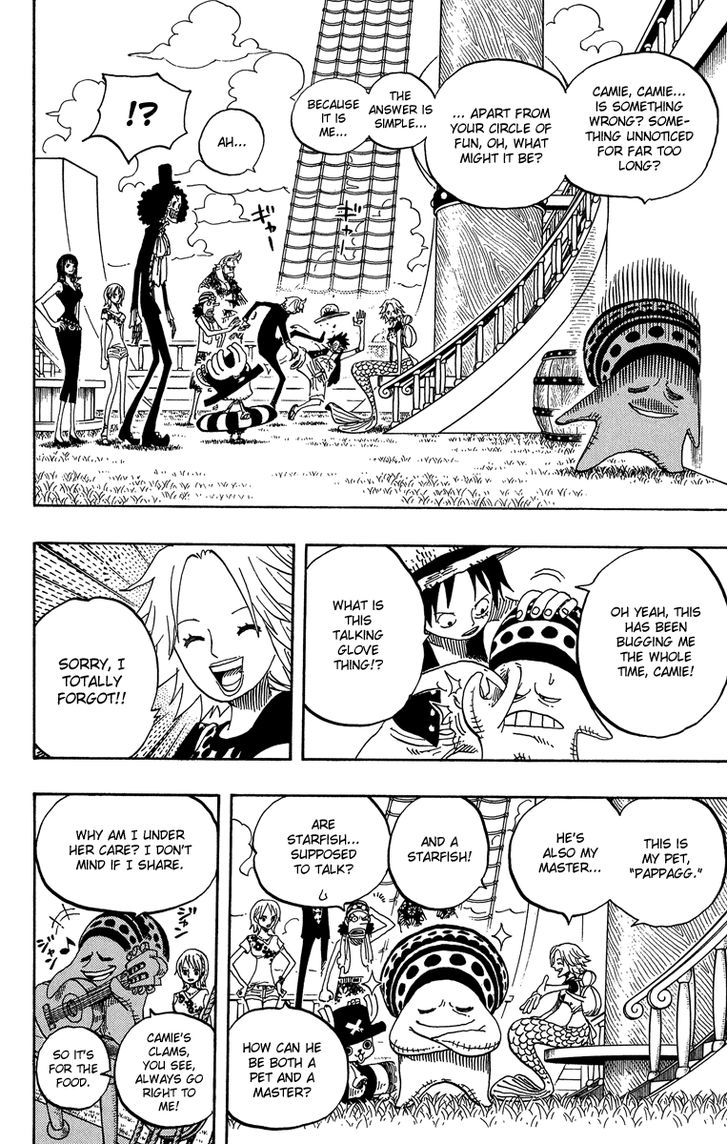 CAMIE, CAMIE...
IS SOMETHING
WRONG? SOME-
THING UNNOTICED
FOR FAR TOO
LONG?
... APART FROM
YOUR CIRCLE OF
FUN, OH, WHAT
MIGHT IT BE?
THE
ANSWER IS
SIMPLE...
BECAUSE
IT IS
ME...
AH...
!?
ギャー
ギャー
OH YEAH, THIS
HAS BEEN
BUGGING ME
THE WHOLE
TIME, CAMIE!
WHAT IS
THIS
TALKING
GLOVE
THING!?
SORRY, I
TOTALLY
FORGOT!!
THIS IS
MY PET,
"PAPPAGG."
HE'S
ALSO MY
MASTER...
AND A
STARFISH!
ARE
STARFISH...
SUPPOSED
TO TALK?
HOW CAN HE
BE BOTH A
PET AND A
MASTER?
WHY AM I UNDER
HER CARE? I DON'T
MIND IF I SHARE.
CAMIE'S
CLAMS,
YOU SEE,
ALWAYS GO
RIGHT TO
ME!
SO IT'S
FOR THE
FOOD.